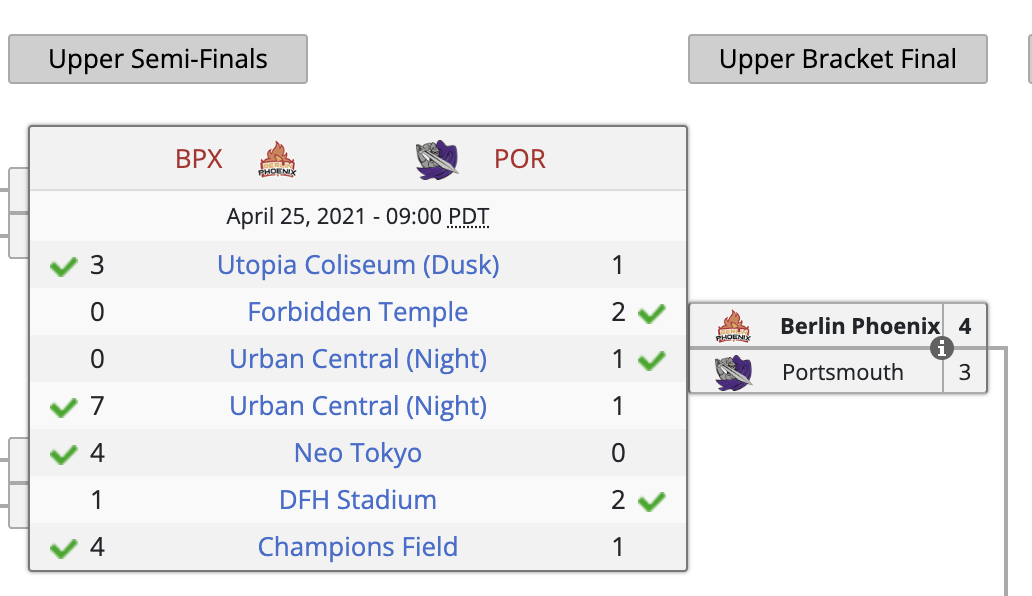 Upper Semi-Finals
Upper Bracket Final
BPX BERLIN PHOENIX POR
April 25, 2021 - 09:00 PDT
3 Utopia Coliseum (Dusk) 1
0 Forbidden Temple 2
0 Urban Central (Night) 1
7 Urban Central (Night) 1
4 Neo Tokyo 0
1 DFH Stadium 2
4 Champions Field 1
BERLIN PHOENIX Berlin Phoenix 4
i
Portsmouth 3